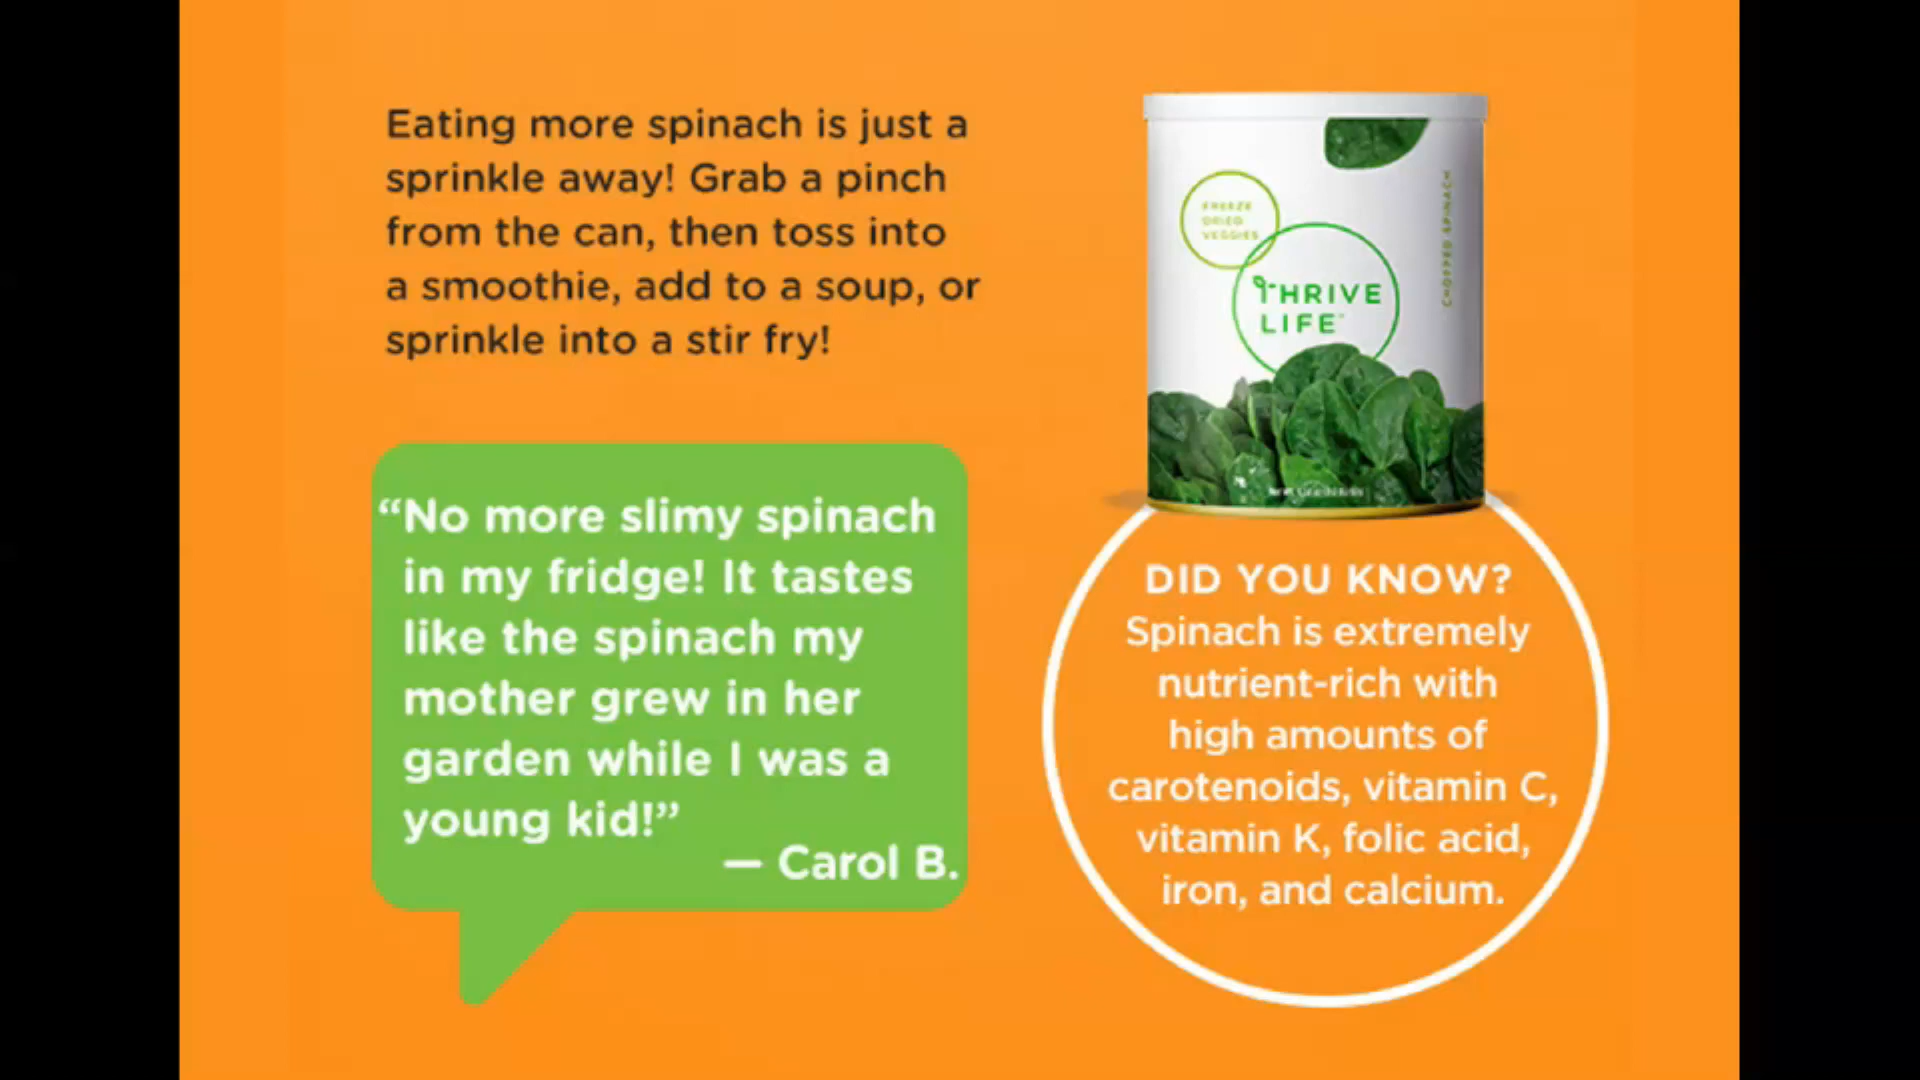 Eating more spinach is just a
sprinkle away! Grab a pinch
from the can, then toss into
a smoothie, add to a soup, or
sprinkle into a stir fry!
“No more slimy spinach
in my fridge! It tastes
like the spinach my
mother grew in her
garden while I was a
young kid!”
— Carol B.
FREEZE
DRIED
VEGGIES
THRIVE
LIFE
CHOPPED SPINACH
DID YOU KNOW?
Spinach is extremely
nutrient-rich with
high amounts of
carotenoids, vitamin C,
vitamin K, folic acid,
iron, and calcium.